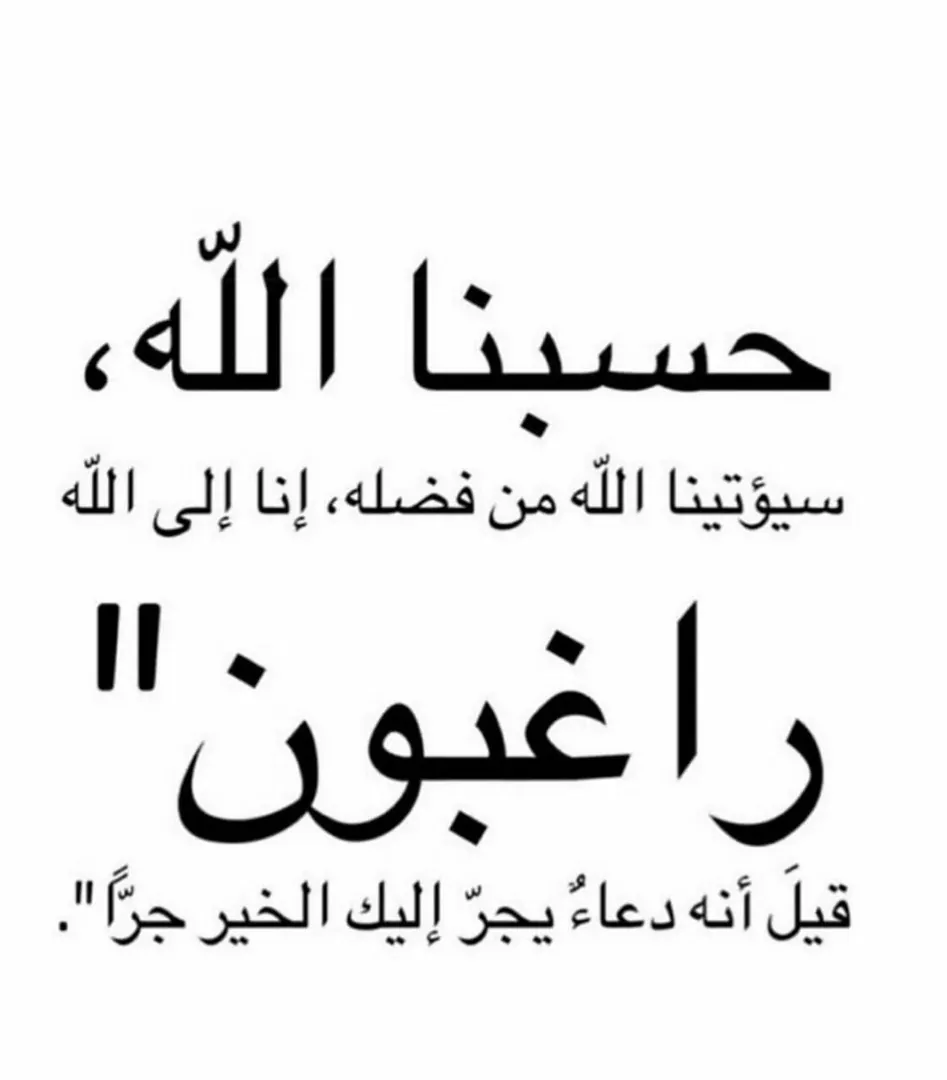 حسبنا اللّه،
سيؤتينا اللّه من فضله، إنا إلى اللّه
راغبون"
قيلَ أنه دعاءٌ يجرّ إليك الخير جرًّا".